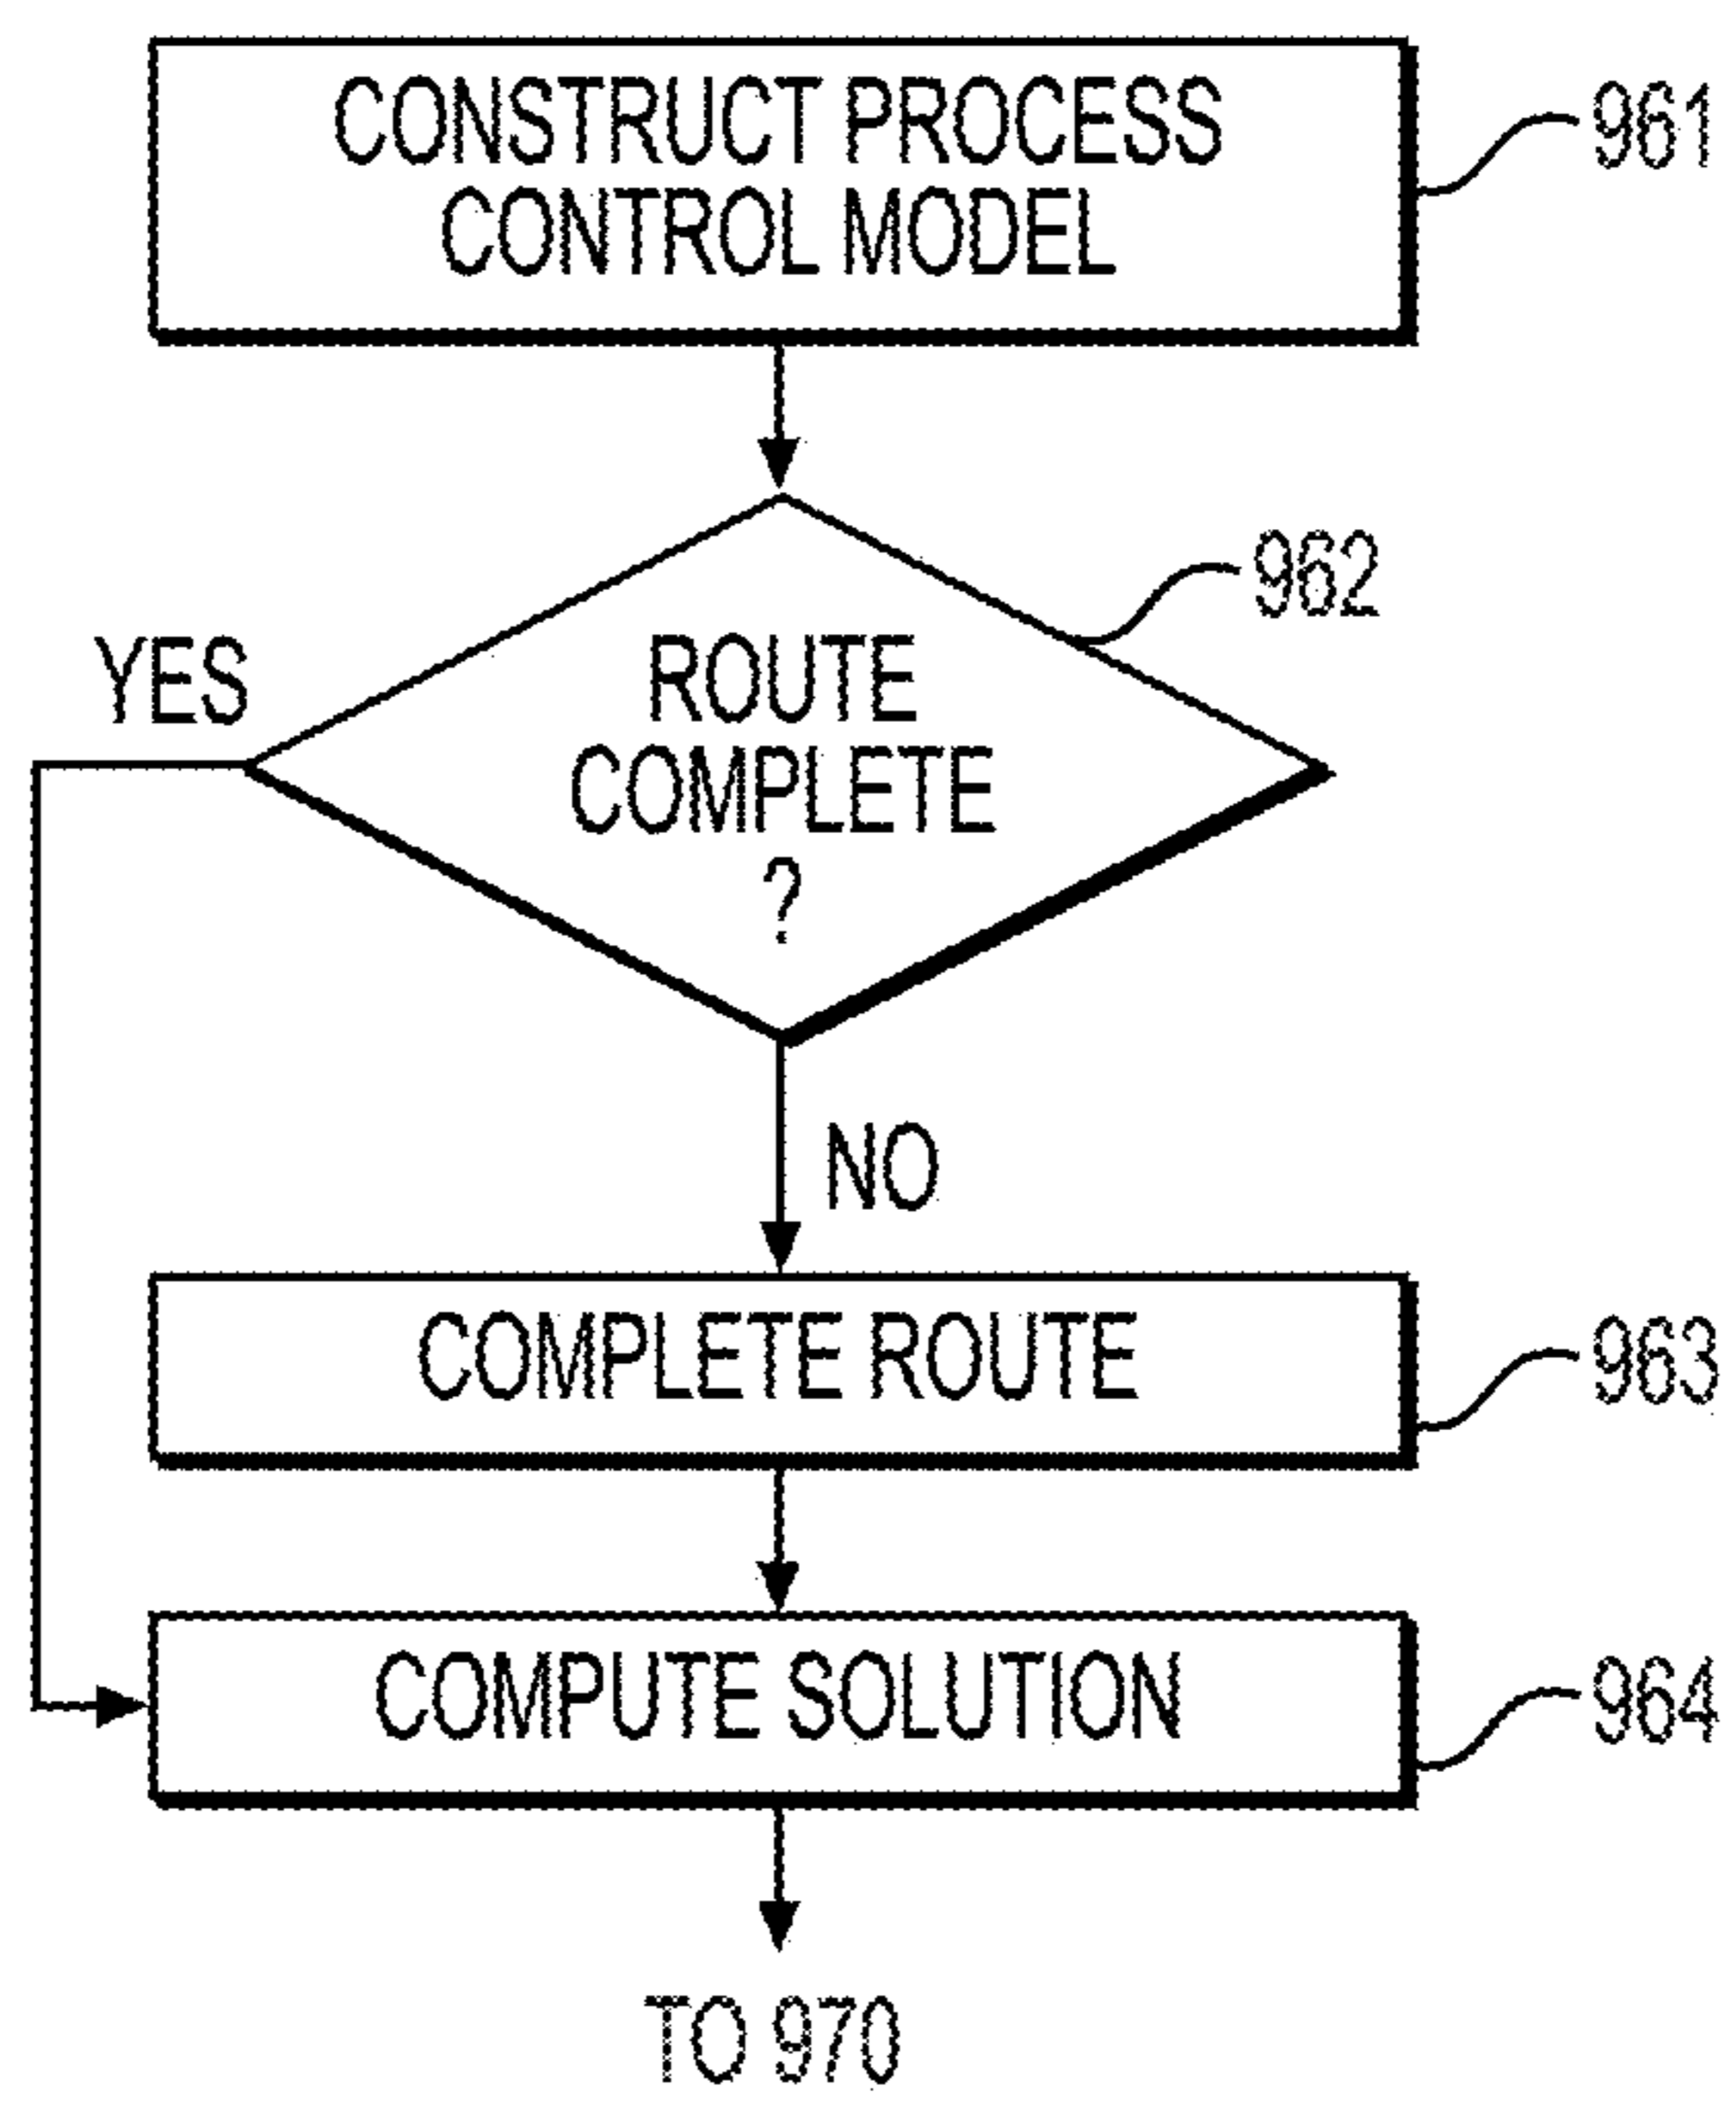 CONSTRUCT PROCESS
CONTROL MODEL
961
962
YES
ROUTE
COMPLETE
?
NO
COMPLETE ROUTE
963
COMPUTE SOLUTION
964
TO 970